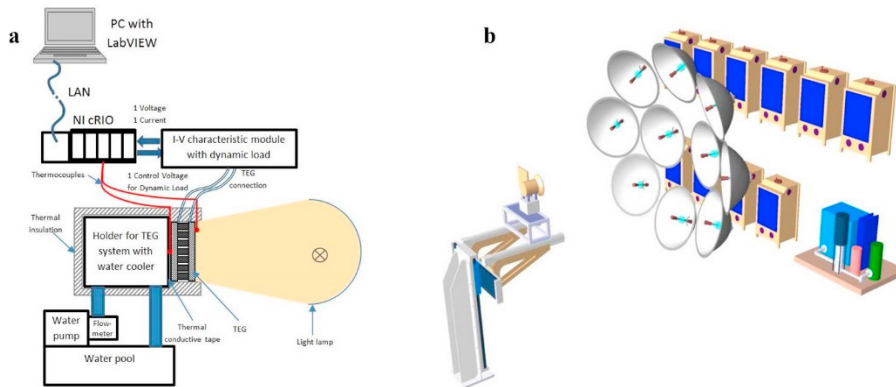 a
PC with
LabVIEW
LAN
NI cRIO
1 Voltage
1 Current
I-V characteristic module
with dynamic load
Thermocouples
1 Control Voltage
for Dynamic Load
TEG
connection
Thermal
insulation
Holder for TEG
system with
water cooler
Water
pump
Flow-
meter
Thermal
conductive tape
TEG
Light lamp
Water pool
b